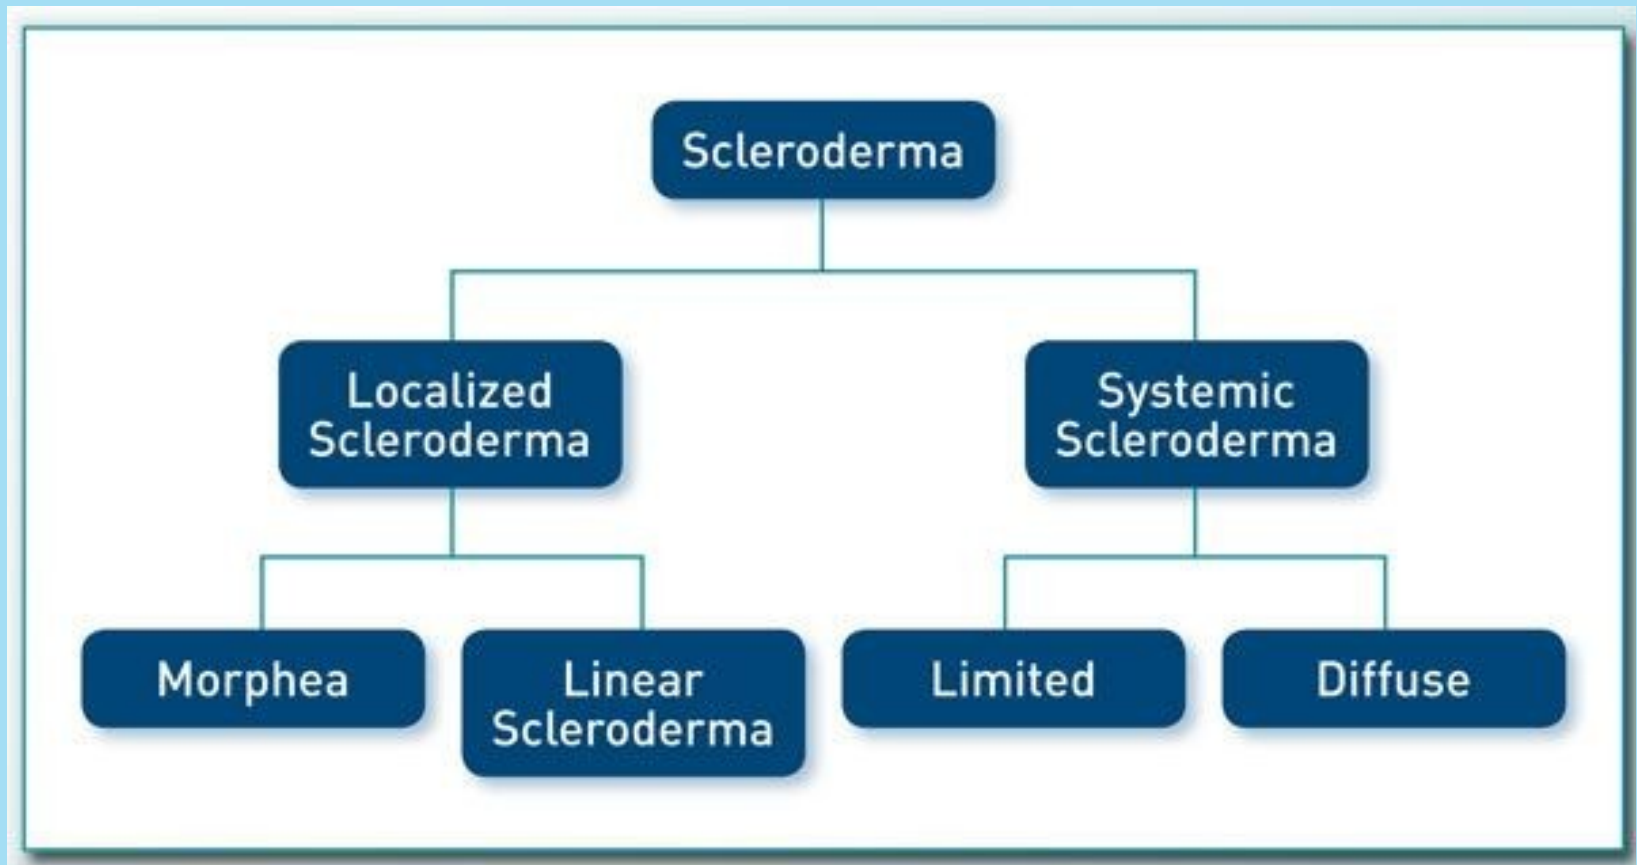 Scleroderma
Localized
Scleroderma
Systemic
Scleroderma
Morphea
Linear
Scleroderma
Limited
Diffuse